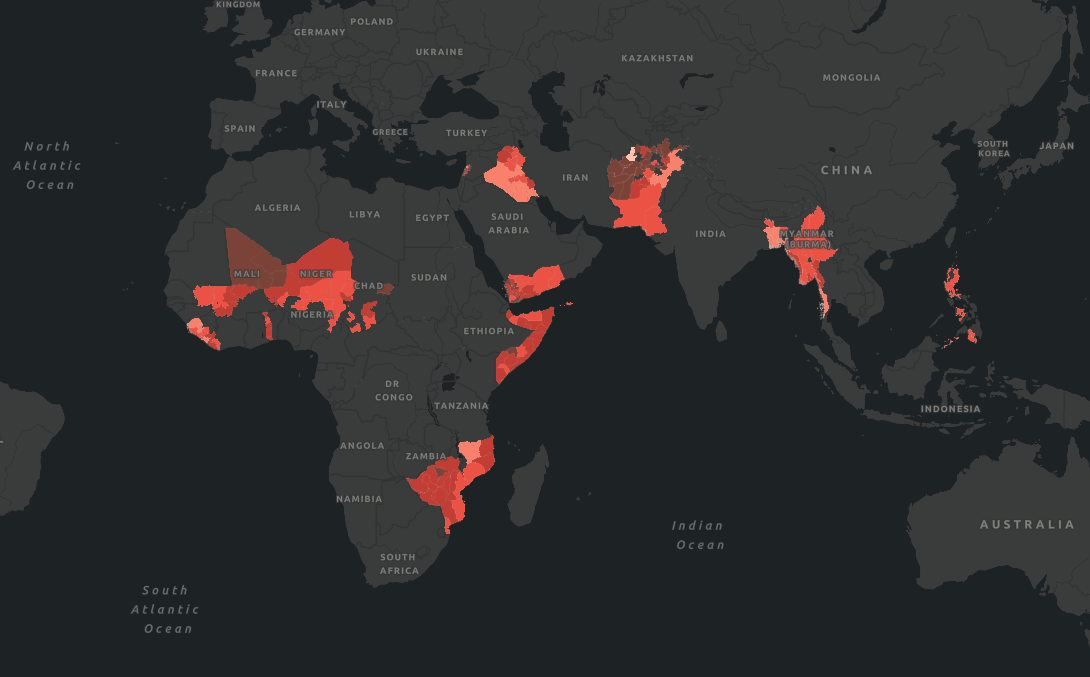 KINGDOM
POLAND
GERMANY
UKRAINE
FRANCE
KAZAKHSTAN
MONGOLIA
ITALY
SPAIN
GREECE
TURKEY
SOUTH
KOREA
JAPAN
North
Atlantic
Ocean
CHINA
IRAN
ALGERIA
LIBYA
EGYPT
SAUDI
ARABIA
INDIA
MYANMAR
(BURMA)
MALI
NIGER
CHAD
SUDAN
NIGERIA
ETHIOPIA
DR
CONGO
TANZANIA
INDONESIA
ANGOLA
ZAMBIA
NAMIBIA
Indian
Ocean
AUSTRALIA
SOUTH
AFRICA
South
Atlantic
Ocean